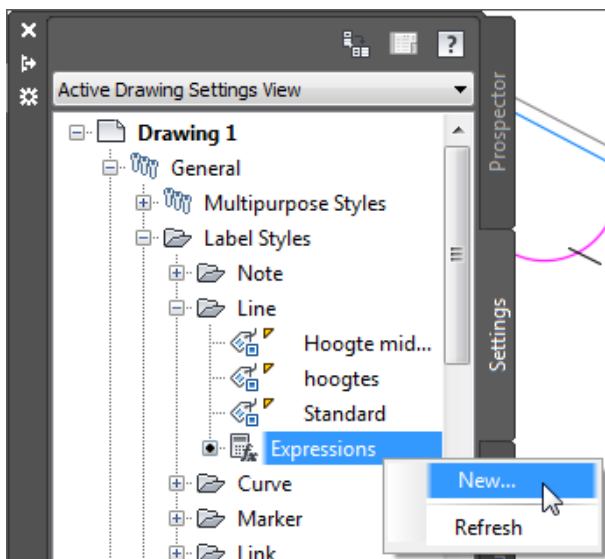 ?
Active Drawing Settings View
Drawing 1
General
Multipurpose Styles
Label Styles
Note
Line
Hoogte mid...
hoogtes
Standard
Expressions
Curve
Marker
Link
New...
Refresh
Prospector
Settings